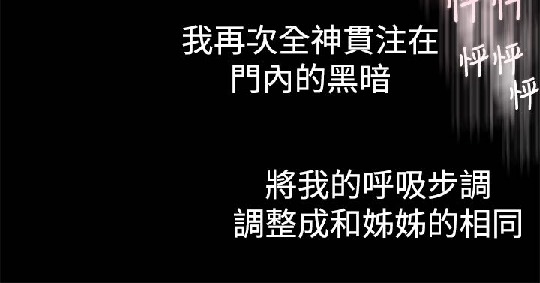 我再次全神貫注在
門內的黑暗
怦怦
怦怦
怦
將我的呼吸步調
調整成和姊姊的相同